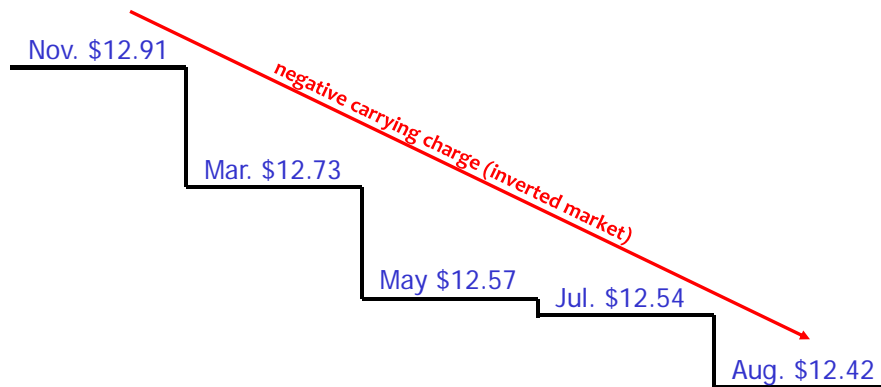 Nov. $12.91
negative carrying charge (inverted market)
Mar. $12.73
May $12.57
Jul. $12.54
Aug. $12.42